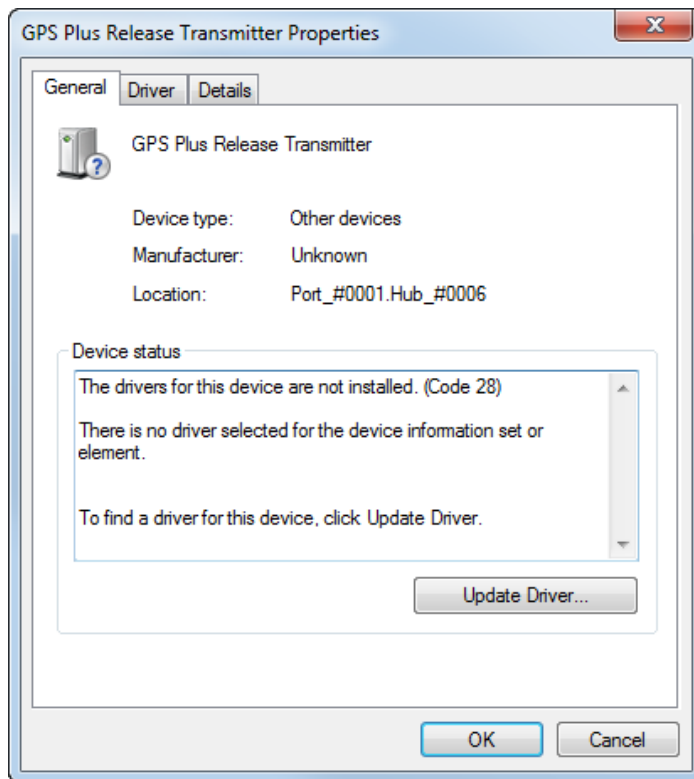 GPS Plus Release Transmitter Properties
General
Driver
Details
GPS Plus Release Transmitter
Device type: Other devices
Manufacturer: Unknown
Location: Port_#0001.Hub_#0006
Device status
The drivers for this device are not installed. (Code 28)
There is no driver selected for the device information set or
element.
To find a driver for this device, click Update Driver.
Update Driver...
OK
Cancel